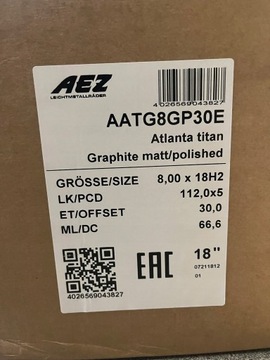 AEZ
LEICHTMETALLRÄDER
4026569043827
AATG8GP30E
Atlanta titan
Graphite matt/polished
GRÖSSE/SIZE 8,00 x 18H2
LK/PCD 112,0x5
ET/OFFSET 30,0
ML/DC 66,6
4026569043827
EAC
18"
07211812
01